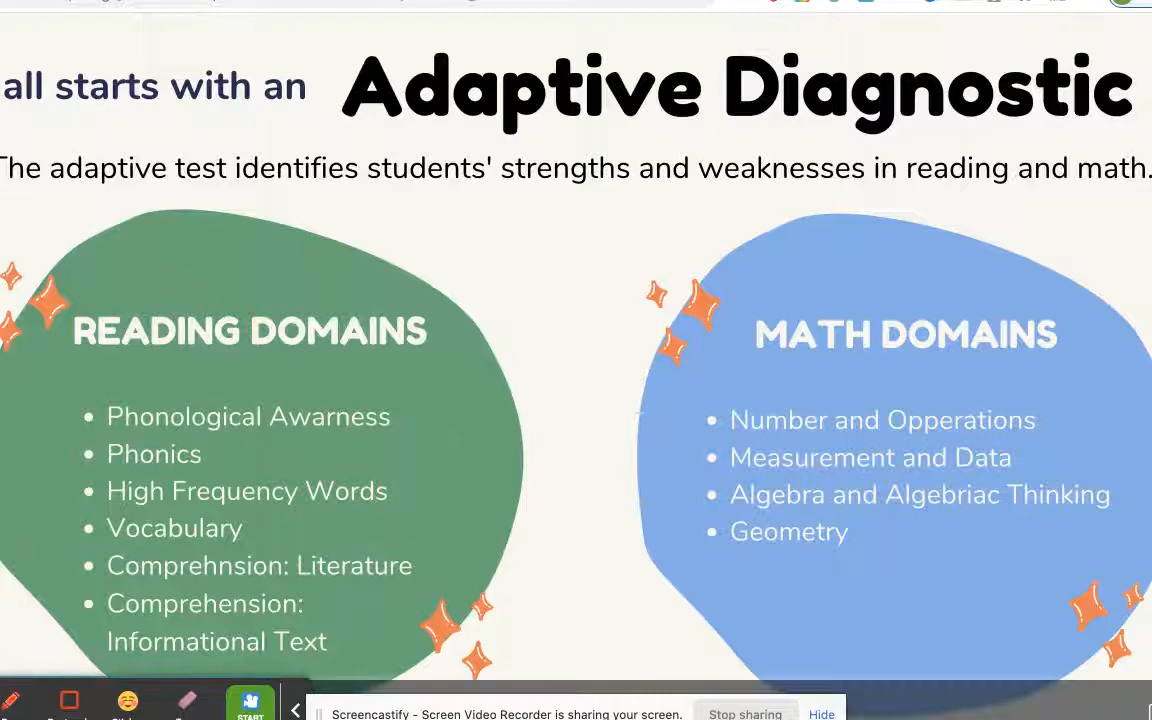 all starts with an Adaptive Diagnostic
The adaptive test identifies students' strengths and weaknesses in reading and math.
READING DOMAINS
• Phonological Awarness
• Phonics
• High Frequency Words
• Vocabulary
• Comprehnsion: Literature
• Comprehension:
Informational Text
MATH DOMAINS
• Number and Opperations
• Measurement and Data
• Algebra and Algebriac Thinking
• Geometry
START
Screencastify - Screen Video Recorder is sharing your screen.
Stop sharing
Hide